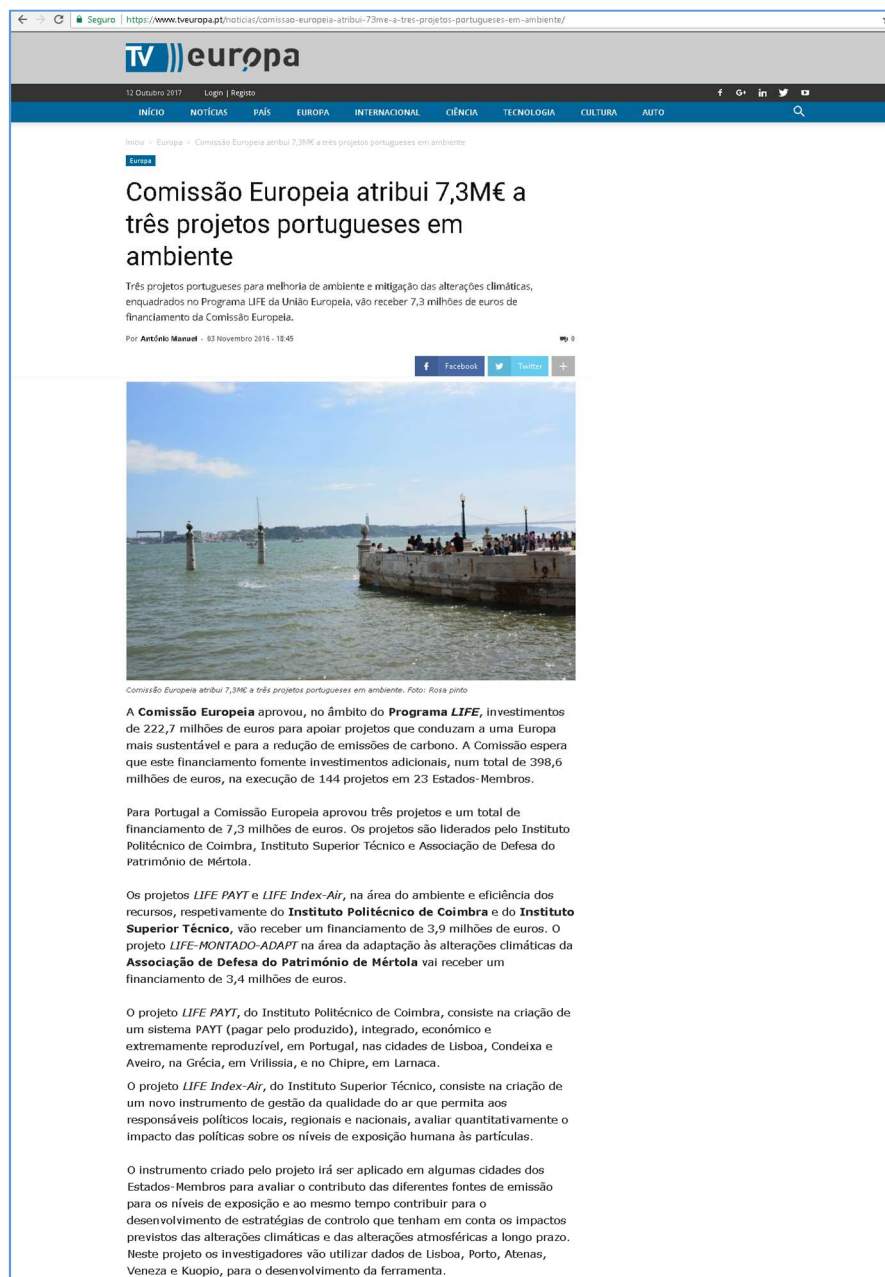 Seguro | https://www.tveuropa.pt/noticias/comissao-europeia-atribui-73me-a-tres-projetos-portugueses-em-ambiente/
TV europa
12 Outubro 2017 Login | Registo
INÍCIO NOTÍCIAS PAÍS EUROPA INTERNACIONAL CIÊNCIA TECNOLOGIA CULTURA AUTO
Início › Europa › Comissão Europeia atribui 7,3M€ a três projetos portugueses em ambiente
Europa
Comissão Europeia atribui 7,3M€ a
três projetos portugueses em
ambiente
Três projetos portugueses para melhoria de ambiente e mitigação das alterações climáticas,
enquadrados no Programa LIFE da União Europeia, vão receber 7,3 milhões de euros de
financiamento da Comissão Europeia.
Por António Manuel - 03 Novembro 2016 - 18:45 0
Facebook Twitter +
Comissão Europeia atribui 7,3M€ a três projetos portugueses em ambiente. Foto: Rosa pinto
A Comissão Europeia aprovou, no âmbito do Programa LIFE, investimentos
de 222,7 milhões de euros para apoiar projetos que conduzam a uma Europa
mais sustentável e para a redução de emissões de carbono. A Comissão espera
que este financiamento fomente investimentos adicionais, num total de 398,6
milhões de euros, na execução de 144 projetos em 23 Estados-Membros.
Para Portugal a Comissão Europeia aprovou três projetos e um total de
financiamento de 7,3 milhões de euros. Os projetos são liderados pelo Instituto
Politécnico de Coimbra, Instituto Superior Técnico e Associação de Defesa do
Património de Mértola.
Os projetos LIFE PAYT e LIFE Index-Air, na área do ambiente e eficiência dos
recursos, respetivamente do Instituto Politécnico de Coimbra e do Instituto
Superior Técnico, vão receber um financiamento de 3,9 milhões de euros. O
projeto LIFE-MONTADO-ADAPT na área da adaptação às alterações climáticas da
Associação de Defesa do Património de Mértola vai receber um
financiamento de 3,4 milhões de euros.
O projeto LIFE PAYT, do Instituto Politécnico de Coimbra, consiste na criação de
um sistema PAYT (pagar pelo produzido), integrado, económico e
extremamente reproduzível, em Portugal, nas cidades de Lisboa, Condeixa e
Aveiro, na Grécia, em Vrilissia, e no Chipre, em Larnaca.
O projeto LIFE Index-Air, do Instituto Superior Técnico, consiste na criação de
um novo instrumento de gestão da qualidade do ar que permita aos
responsáveis políticos locais, regionais e nacionais, avaliar quantitativamente o
impacto das políticas sobre os níveis de exposição humana às partículas.
O instrumento criado pelo projeto irá ser aplicado em algumas cidades dos
Estados-Membros para avaliar o contributo das diferentes fontes de emissão
para os níveis de exposição e ao mesmo tempo contribuir para o
desenvolvimento de estratégias de controlo que tenham em conta os impactos
previstos das alterações climáticas e das alterações atmosféricas a longo prazo.
Neste projeto os investigadores vão utilizar dados de Lisboa, Porto, Atenas,
Veneza e Kuopio, para o desenvolvimento da ferramenta.